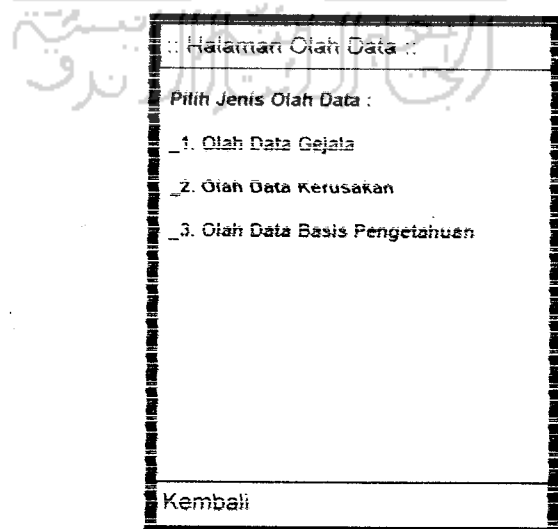 :: Halaman Olah Data ::
Pilih Jenis Olah Data :
_1. Olah Data Gejala
_2. Olah Data Kerusakan
_3. Olah Data Basis Pengetahuan
Kembali